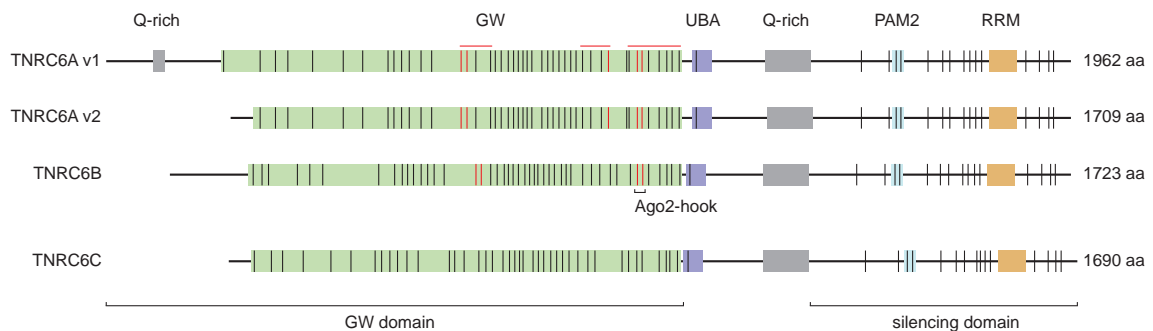 Q-rich GW UBA Q-rich PAM2 RRM
TNRC6A v1 1962 aa
TNRC6A v2 1709 aa
TNRC6B 1723 aa
Ago2-hook
TNRC6C 1690 aa
GW domain silencing domain